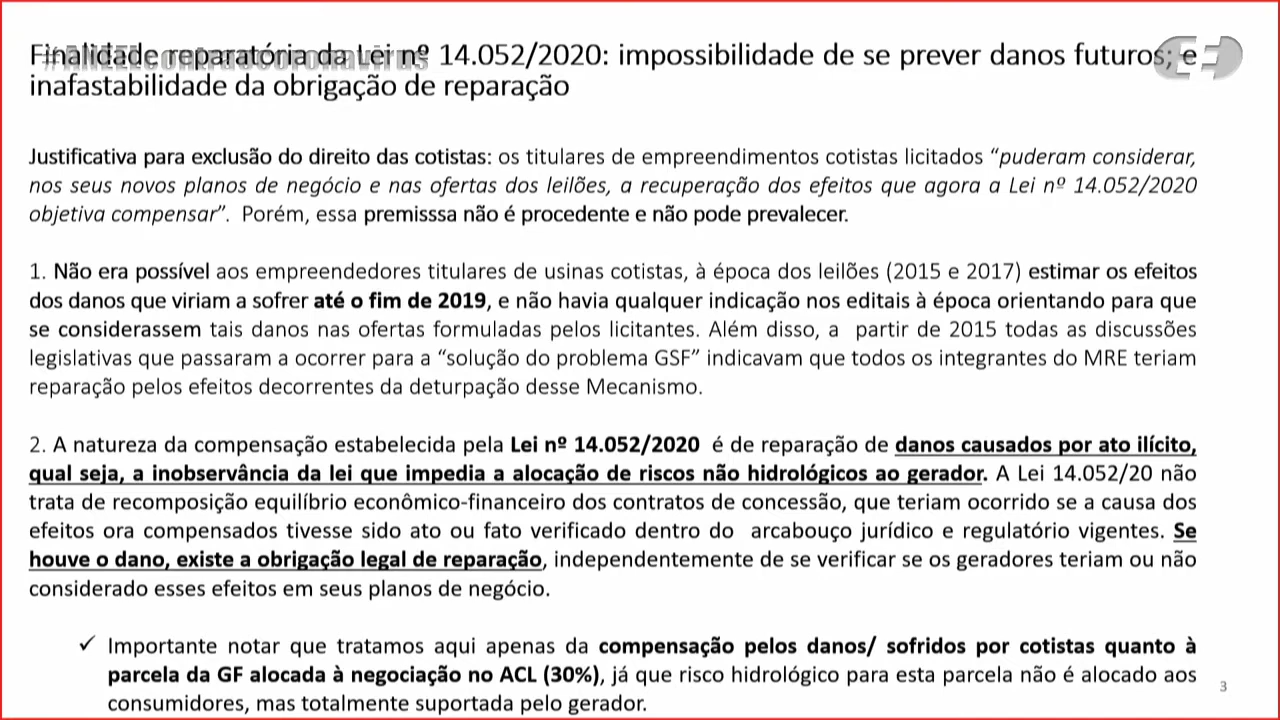 #ANEELcontracoronavírus
Finalidade reparatória da Lei nº 14.052/2020: impossibilidade de se prever danos futuros; e
inafastabilidade da obrigação de reparação
Justificativa para exclusão do direito das cotistas: os titulares de empreendimentos cotistas licitados “puderam considerar,
nos seus novos planos de negócio e nas ofertas dos leilões, a recuperação dos efeitos que agora a Lei nº 14.052/2020
objetiva compensar”. Porém, essa premisssa não é procedente e não pode prevalecer.
1. Não era possível aos empreendedores titulares de usinas cotistas, à época dos leilões (2015 e 2017) estimar os efeitos
dos danos que viriam a sofrer até o fim de 2019, e não havia qualquer indicação nos editais à época orientando para que
se considerassem tais danos nas ofertas formuladas pelos licitantes. Além disso, a partir de 2015 todas as discussões
legislativas que passaram a ocorrer para a “solução do problema GSF” indicavam que todos os integrantes do MRE teriam
reparação pelos efeitos decorrentes da deturpação desse Mecanismo.
2. A natureza da compensação estabelecida pela Lei nº 14.052/2020 é de reparação de danos causados por ato ilícito,
qual seja, a inobservância da lei que impedia a alocação de riscos não hidrológicos ao gerador. A Lei 14.052/20 não
trata de recomposição equilíbrio econômico-financeiro dos contratos de concessão, que teriam ocorrido se a causa dos
efeitos ora compensados tivesse sido ato ou fato verificado dentro do arcabouço jurídico e regulatório vigentes. Se
houve o dano, existe a obrigação legal de reparação, independentemente de se verificar se os geradores teriam ou não
considerado esses efeitos em seus planos de negócio.
✓ Importante notar que tratamos aqui apenas da compensação pelos danos/ sofridos por cotistas quanto à
parcela da GF alocada à negociação no ACL (30%), já que risco hidrológico para esta parcela não é alocado aos
consumidores, mas totalmente suportada pelo gerador.
3